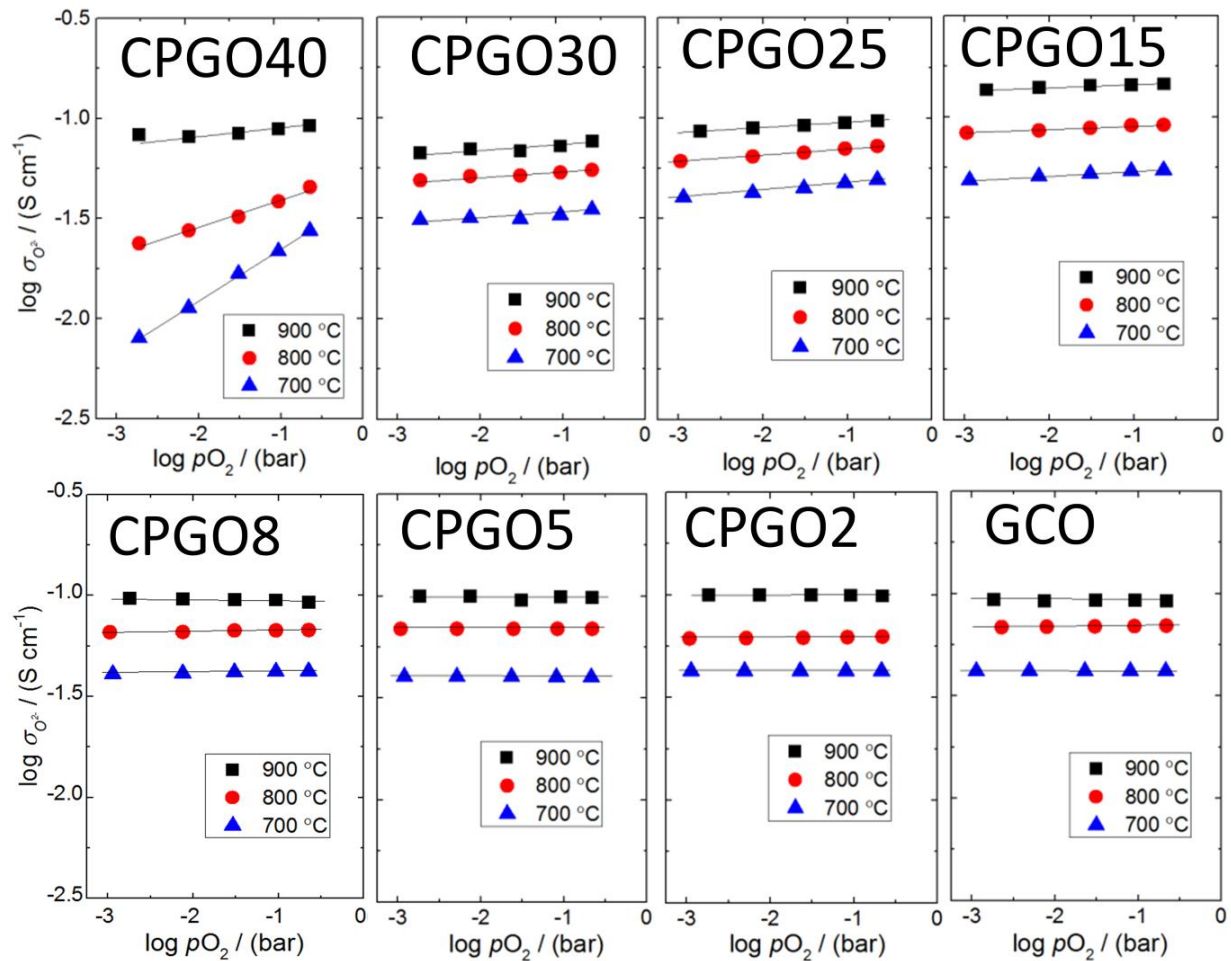 CPGO40
CPGO30
CPGO25
CPGO15
-0.5
-1.0
-1.5
-2.0
-2.5
log σO²⁻ / (S cm⁻¹)
900 °C
800 °C
700 °C
900 °C
800 °C
700 °C
900 °C
800 °C
700 °C
900 °C
800 °C
700 °C
-3 -2 -1 0
-3 -2 -1 0
-3 -2 -1 0
-3 -2 -1 0
log pO₂ / (bar)
log pO₂ / (bar)
log pO₂ / (bar)
log pO₂ / (bar)
CPGO8
CPGO5
CPGO2
GCO
-0.5
-1.0
-1.5
-2.0
-2.5
log σO²⁻ / (S cm⁻¹)
900 °C
800 °C
700 °C
900 °C
800 °C
700 °C
900 °C
800 °C
700 °C
900 °C
800 °C
700 °C
-3 -2 -1 0
-3 -2 -1 0
-3 -2 -1 0
-3 -2 -1 0
log pO₂ / (bar)
log pO₂ / (bar)
log pO₂ / (bar)
log pO₂ / (bar)